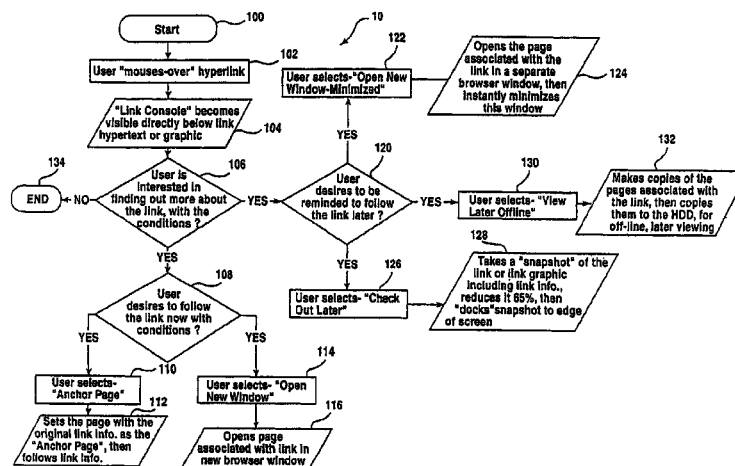 100
Start
10
102
User "mouses-over" hyperlink
122
User selects- "Open New
Window-Minimized"
Opens the page
associated with the
link in a separate
browser window, then
instantly minimizes
this window
124
"Link Console" becomes
visible directly below link
hypertext or graphic
104
YES
134
END
NO
106
User is
interested in
finding out more about
the link, with the
conditions ?
YES
120
User
desires to be
reminded to follow
the link later ?
YES
130
User selects- "View
Later Offline"
132
Makes copies of the
pages associated with
the link, then copies
them to the HDD, for
off-line, later viewing
YES
108
User
desires to follow
the link now with
conditions ?
YES
126
User selects- "Check
Out Later"
128
Takes a "snapshot" of the
link or link graphic
including link info.,
reduces it 65%, then
"docks"snapshot to edge
of screen
YES
YES
110
User selects-
"Anchor Page"
114
User selects- "Open
New Window"
112
Sets the page with the
original link info. as the
"Anchor Page", then
follows link info.
116
Opens page
associated with link in
new browser window